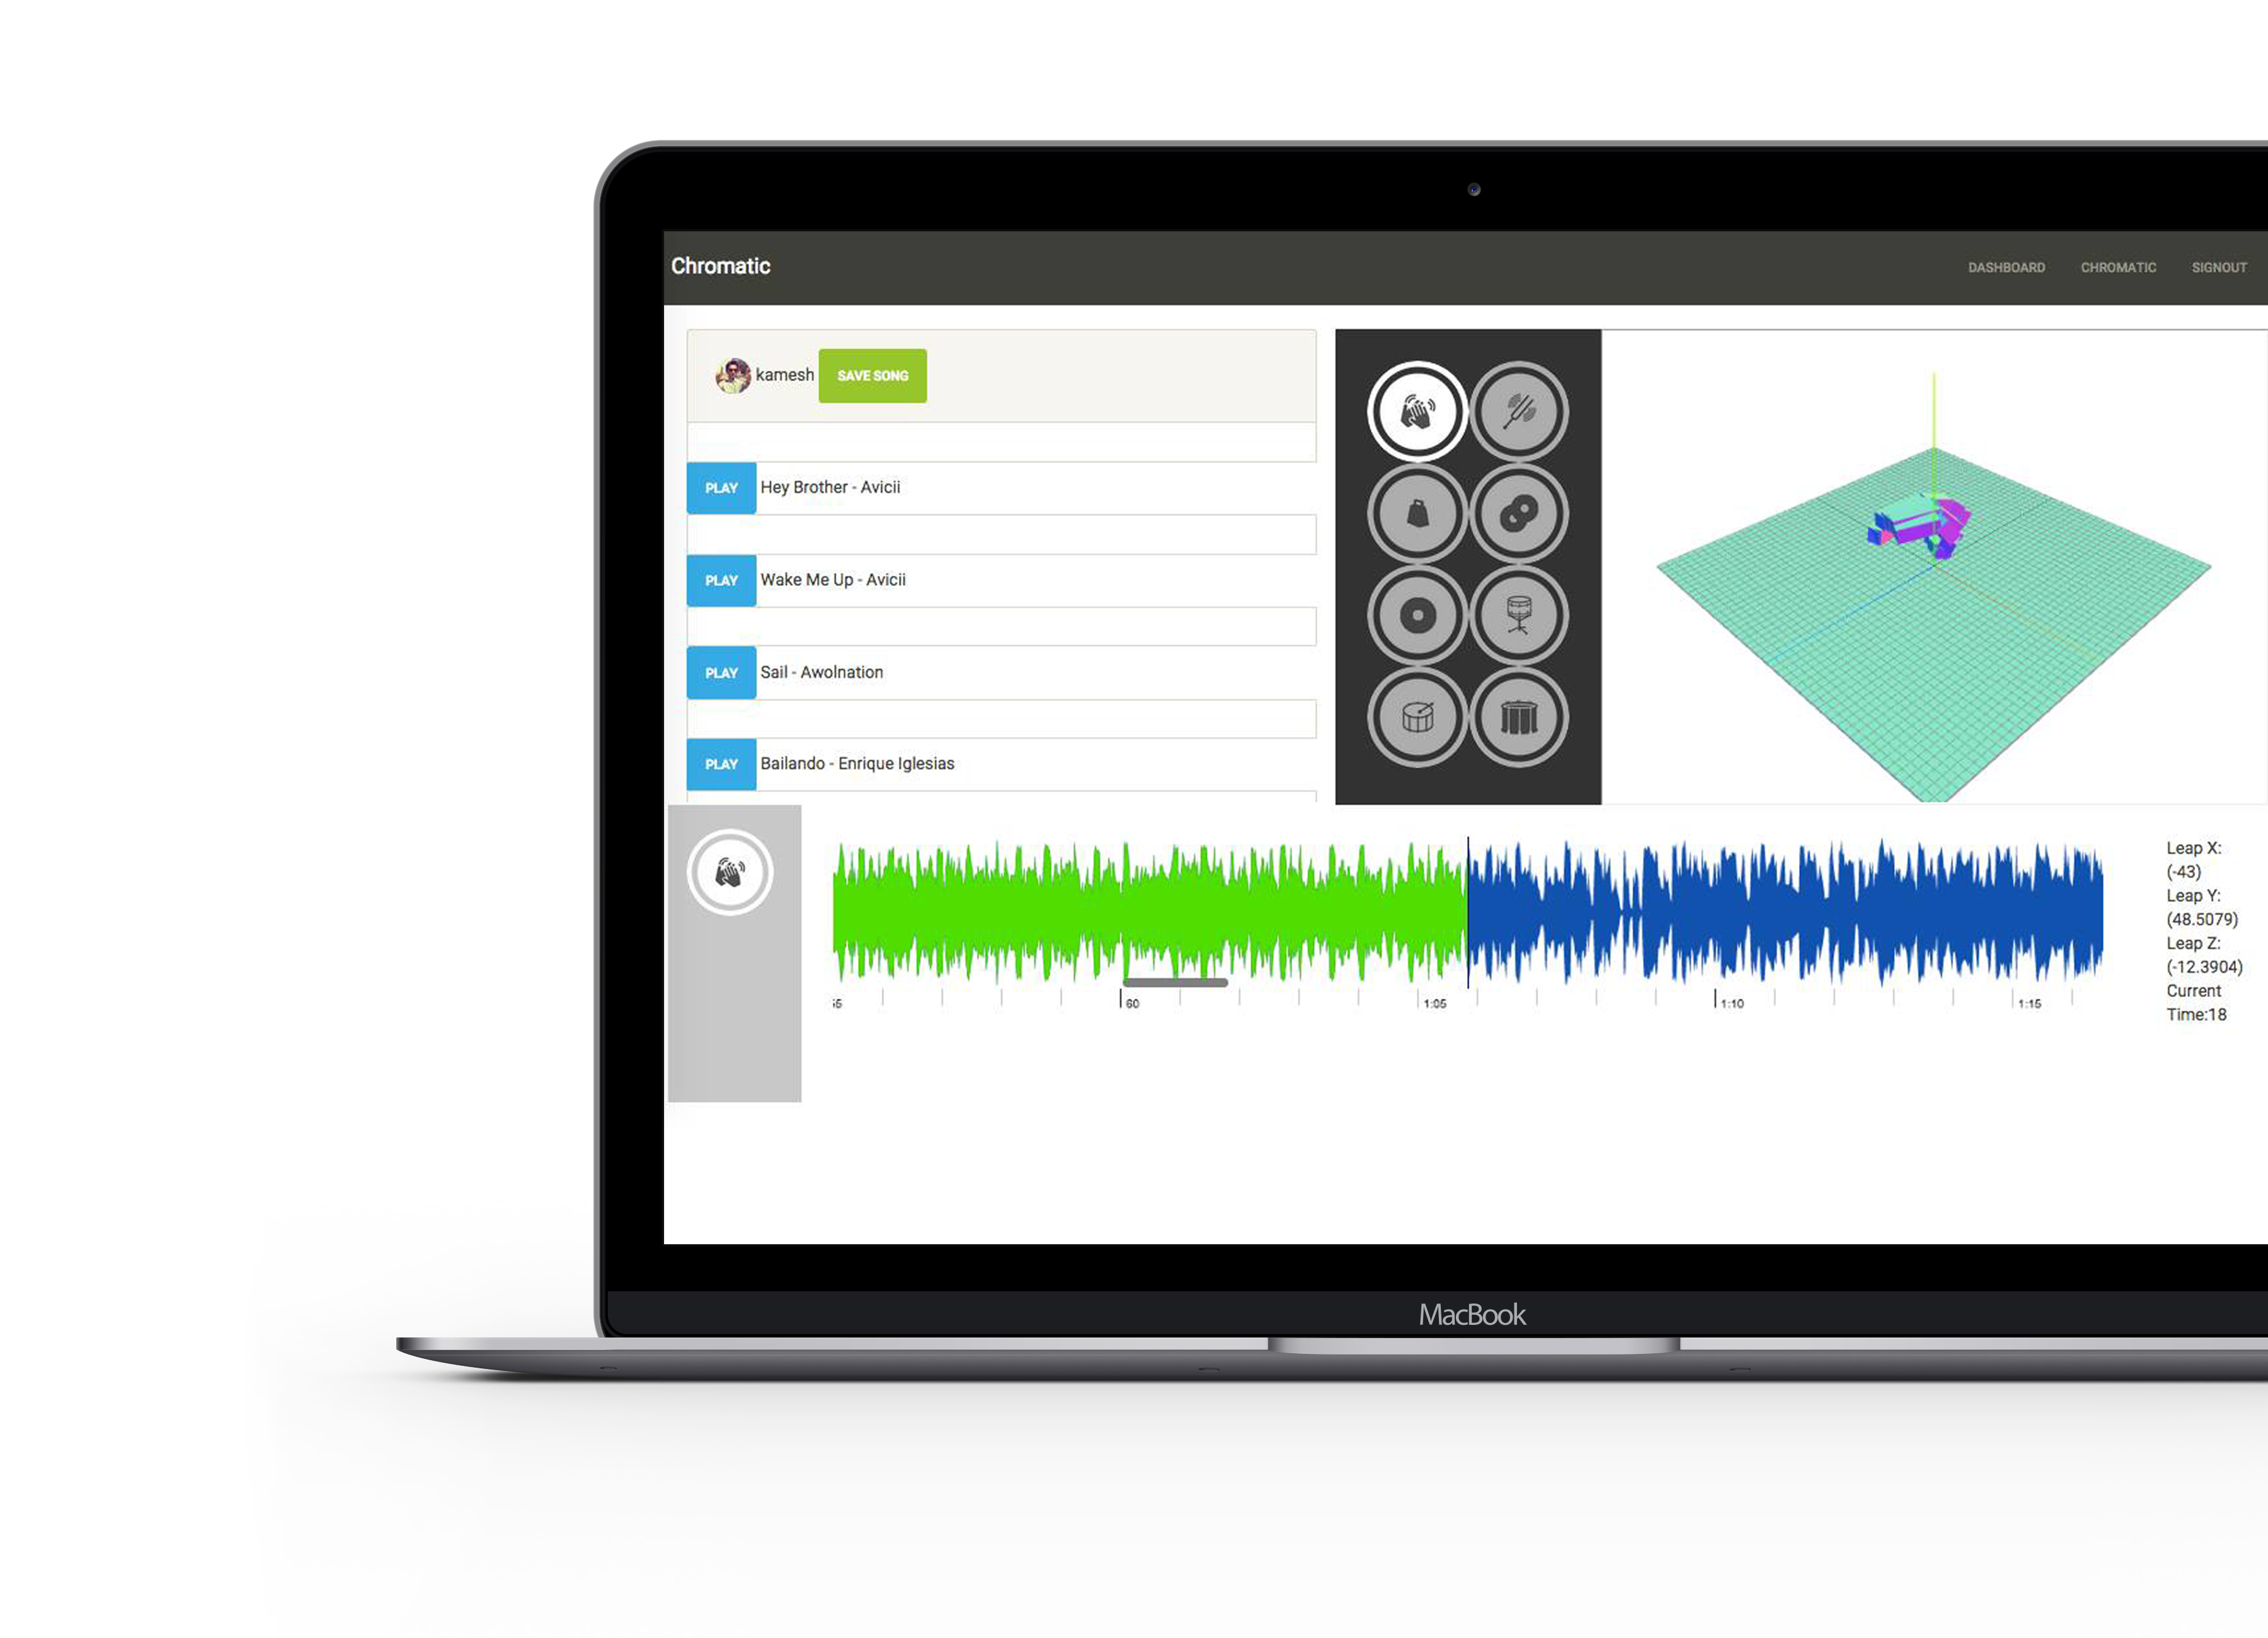 Chromatic
DASHBOARD CHROMATIC SIGNOUT
kamesh SAVE SONG
PLAY Hey Brother - Avicii
PLAY Wake Me Up - Avicii
PLAY Sail - Awolnation
PLAY Bailando - Enrique Iglesias
Leap X:
(-43)
Leap Y:
(48.5079)
Leap Z:
(-12.3904)
Current
Time:18
60 1:05 1:10 1:15
MacBook